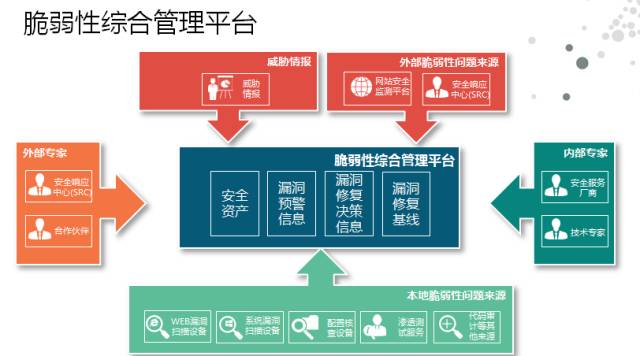 脆弱性综合管理平台
威胁情报
威胁
情报
外部脆弱性问题来源
网站安全
监测平台
安全响应
中心(SRC)
外部专家
安全响应
中心(SRC)
合作伙伴
脆弱性综合管理平台
安全
资产
漏洞
预警
信息
漏洞
修复
决策
信息
漏洞
修复
基线
内部专家
安全服务
厂商
技术专家
本地脆弱性问题来源
WEB漏洞
扫描设备
系统漏洞
扫描设备
配置核
查设备
渗透测
试服务
代码审
计等其
他来源